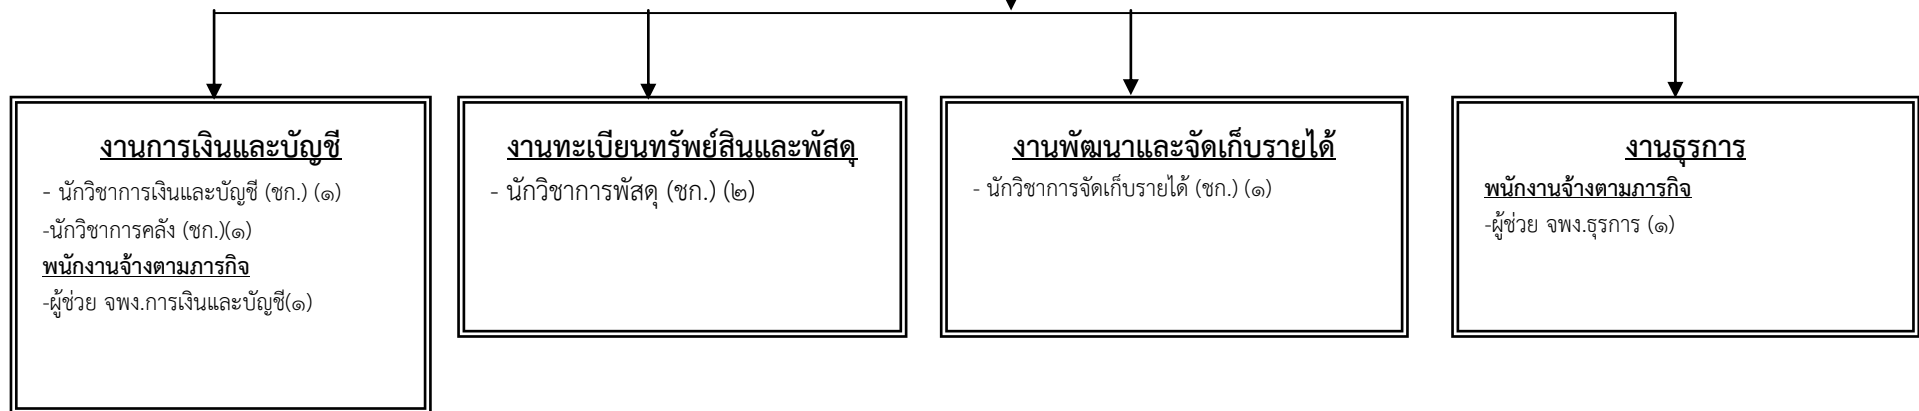 งานการเงินและบัญชี
- นักวิชาการเงินและบัญชี (ชก.) (๑)
-นักวิชาการคลัง (ชก.)(๑)
พนักงานจ้างตามภารกิจ
-ผู้ช่วย จพง.การเงินและบัญชี(๑)
งานทะเบียนทรัพย์สินและพัสดุ
- นักวิชาการพัสดุ (ชก.) (๒)
งานพัฒนาและจัดเก็บรายได้
- นักวิชาการจัดเก็บรายได้ (ชก.) (๑)
งานธุรการ
พนักงานจ้างตามภารกิจ
-ผู้ช่วย จพง.ธุรการ (๑)